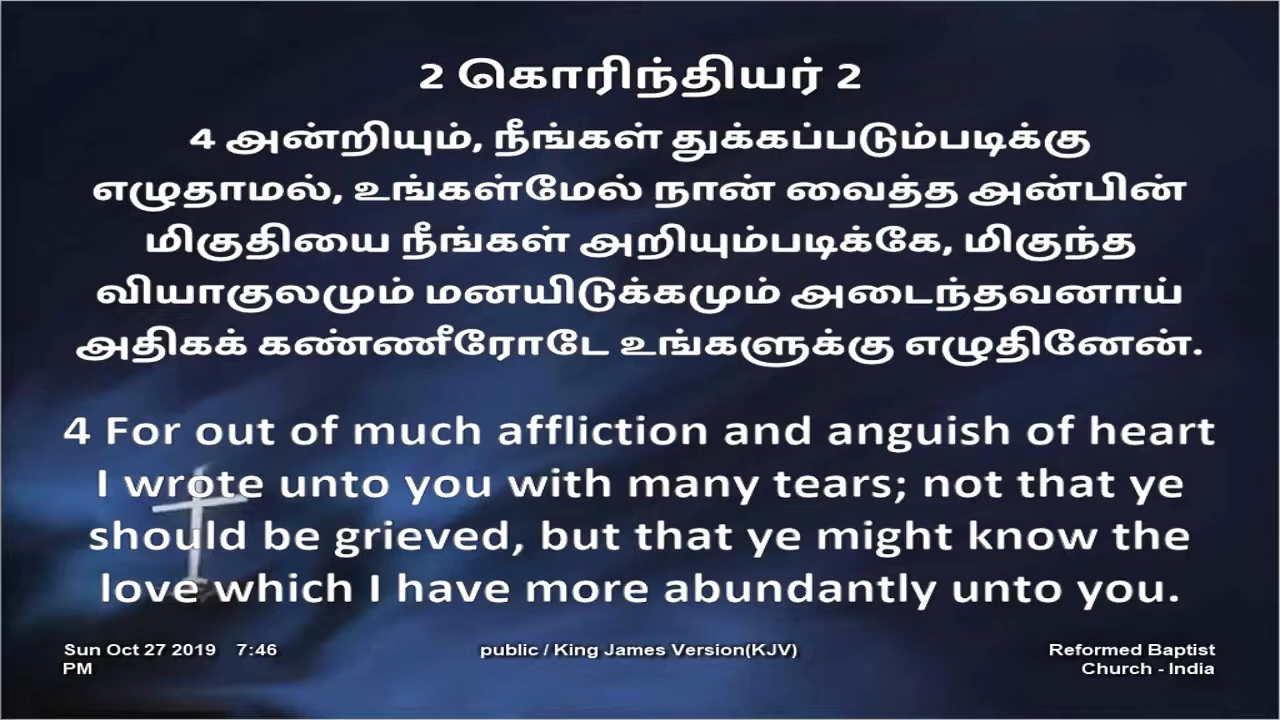 2 கொரிந்தியர் 2
4 அன்றியும், நீங்கள் துக்கப்படும்படிக்கு
எழுதாமல், உங்கள்மேல் நான் வைத்த அன்பின்
மிகுதியை நீங்கள் அறியும்படிக்கே, மிகுந்த
வியாகுலமும் மனயிடுக்கமும் அடைந்தவனாய்
அதிகக் கண்ணீரோடே உங்களுக்கு எழுதினேன்.
4 For out of much affliction and anguish of heart
I wrote unto you with many tears; not that ye
should be grieved, but that ye might know the
love which I have more abundantly unto you.
Sun Oct 27 2019 7:46
PM
public / King James Version(KJV)
Reformed Baptist
Church - India